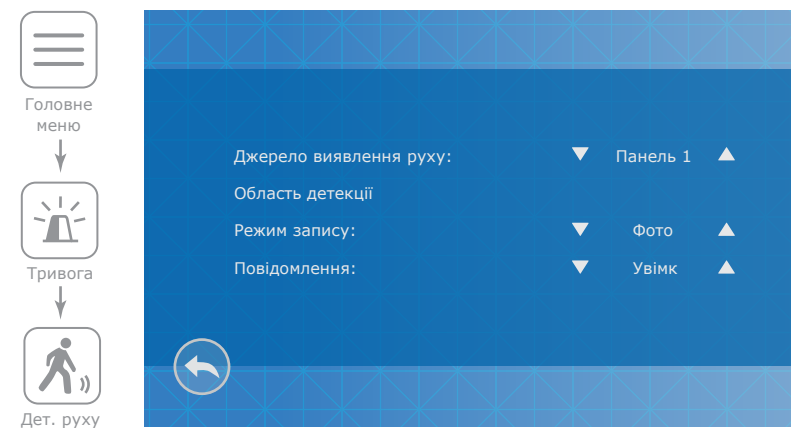 Головне
меню
Тривога
Дет. руху
Джерело виявлення руху: Панель 1
Область детекції
Режим запису: Фото
Повідомлення: Увімк